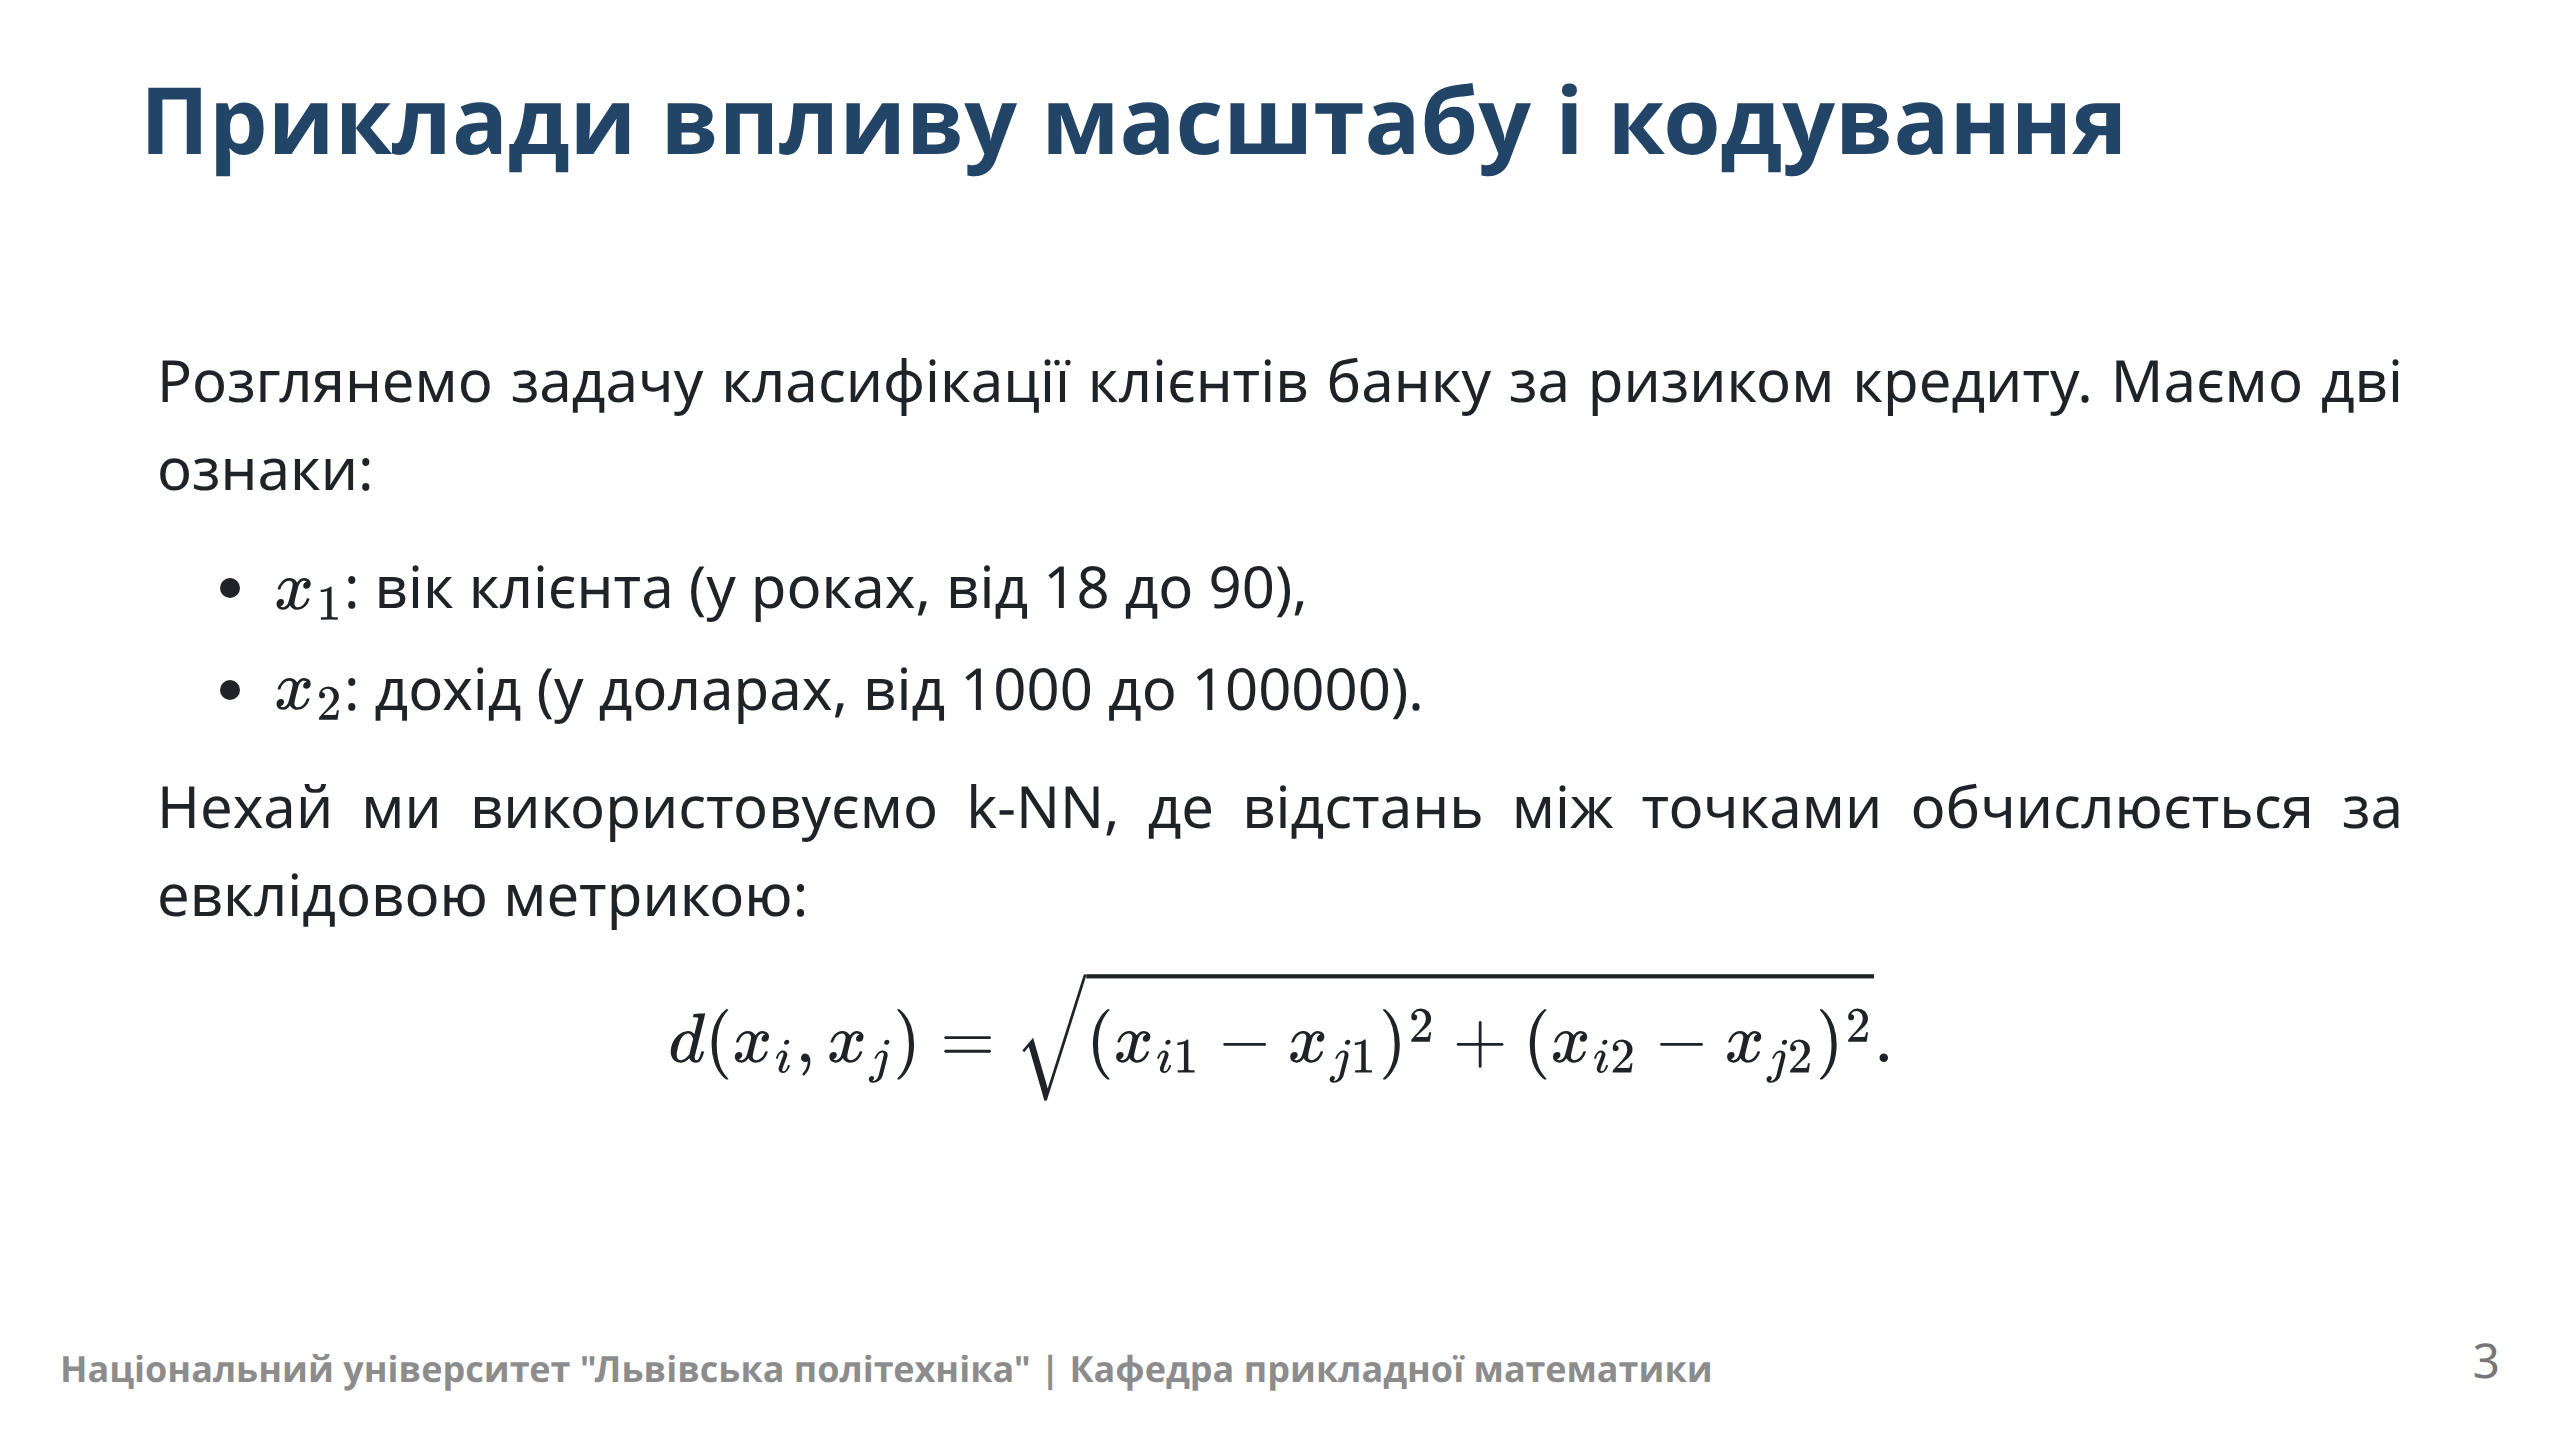 Приклади впливу масштабу і кодування
Розглянемо задачу класифікації клієнтів банку за ризиком кредиту. Маємо дві
ознаки:
• x₁: вік клієнта (у роках, від 18 до 90),
• x₂: дохід (у доларах, від 1000 до 100000).
Нехай ми використовуємо k-NN, де відстань між точками обчислюється за
евклідовою метрикою:
d(xᵢ, xⱼ) = √((xᵢ₁ − xⱼ₁)² + (xᵢ₂ − xⱼ₂)²).
Національний університет "Львівська політехніка" | Кафедра прикладної математики
3